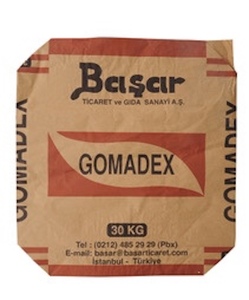 Başar
TİCARET ve GIDA SANAYİ A.Ş.
GOMADEX
GOMADEX
GOMADEX
30 KG
Tel : (0212) 485 29 29 (Pbx)
E-mail: basar@basarticaret.com
İstanbul - Türkiye